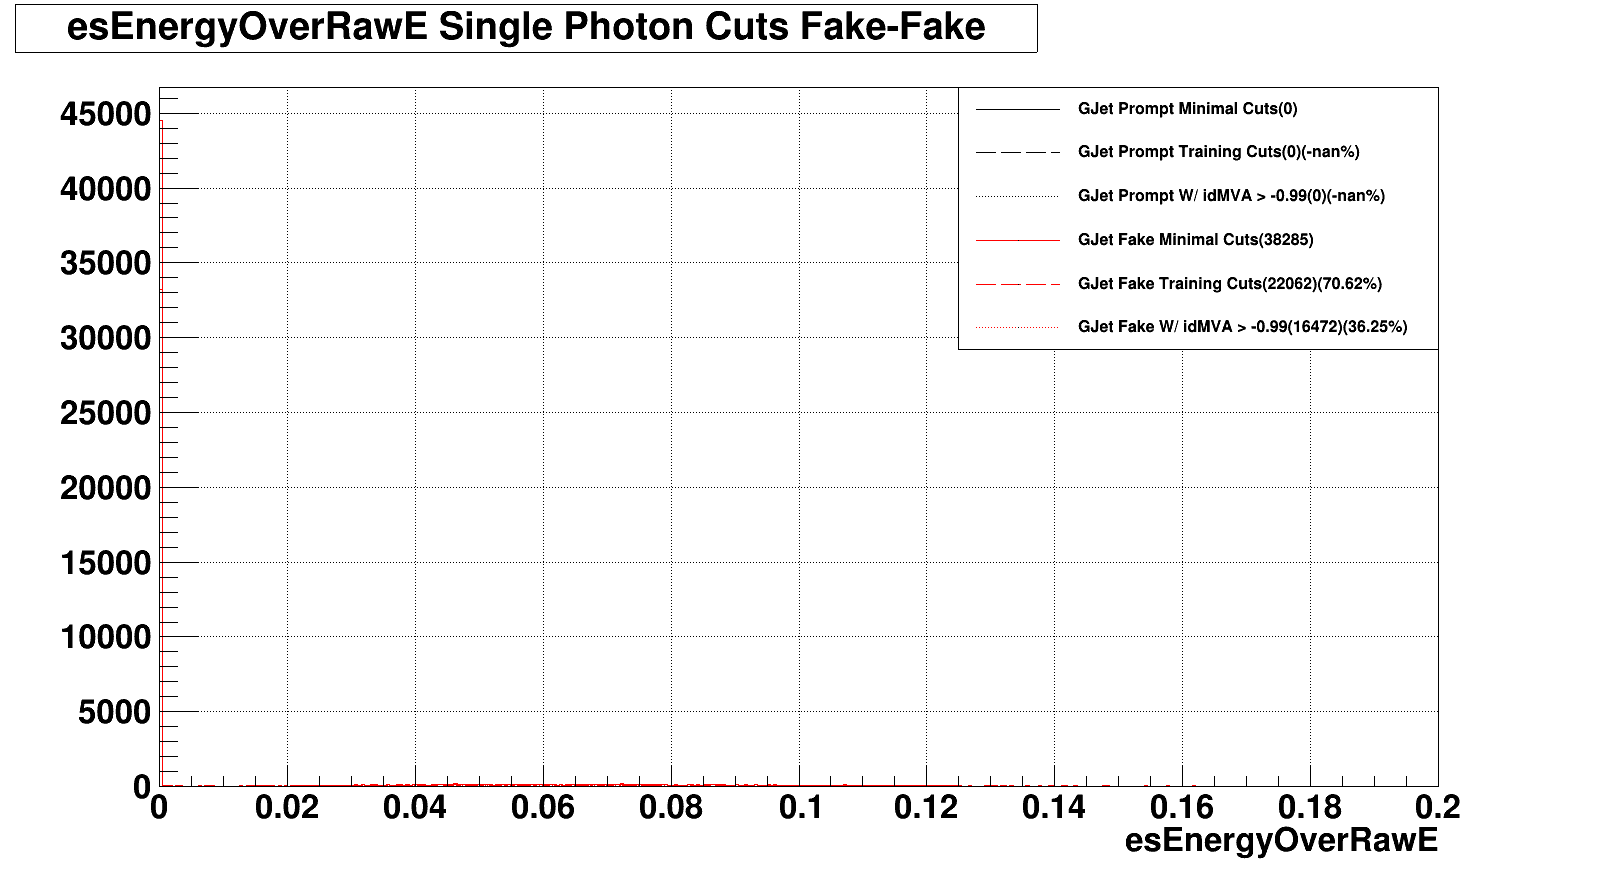 esEnergyOverRawE Single Photon Cuts Fake-Fake
GJet Prompt Minimal Cuts(0)
GJet Prompt Training Cuts(0)(-nan%)
GJet Prompt W/ idMVA > -0.99(0)(-nan%)
GJet Fake Minimal Cuts(38285)
GJet Fake Training Cuts(22062)(70.62%)
GJet Fake W/ idMVA > -0.99(16472)(36.25%)
45000
40000
35000
30000
25000
20000
15000
10000
5000
0
0 0.02 0.04 0.06 0.08 0.1 0.12 0.14 0.16 0.18 0.2
esEnergyOverRawE